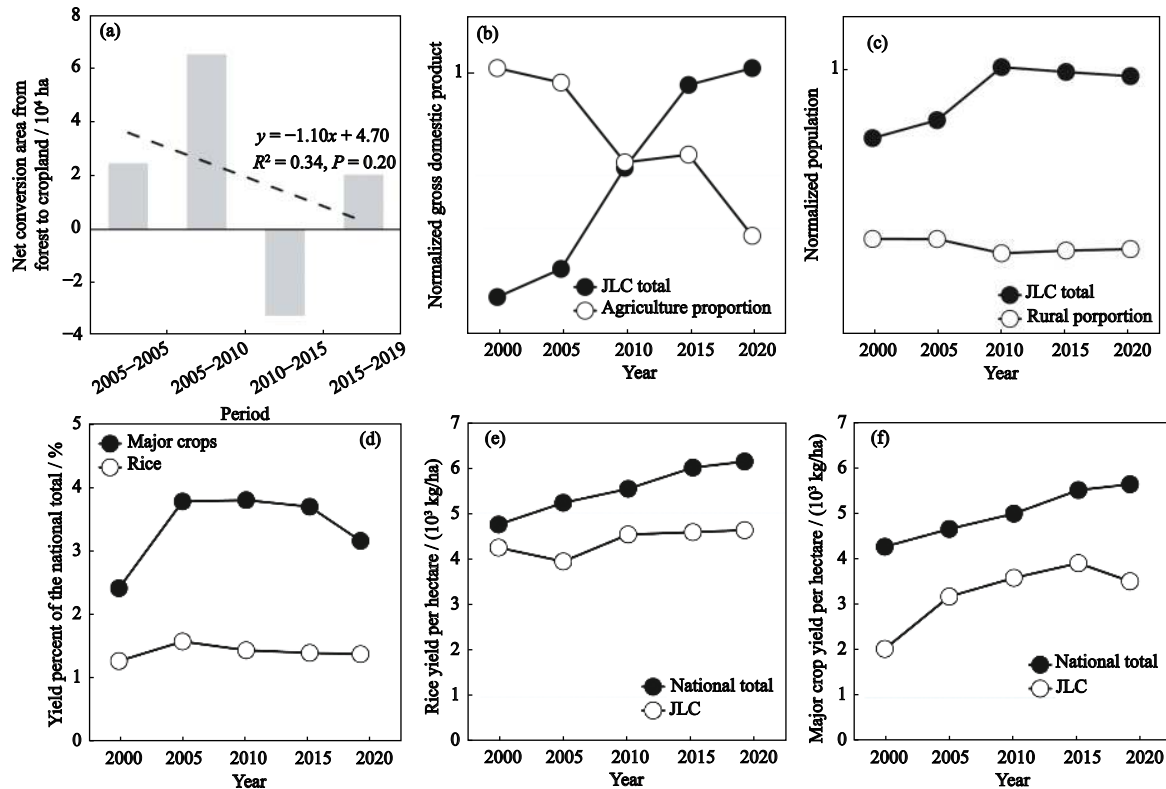 (a)
Net conversion area from
forest to cropland / 10⁴ ha
8
6
4
2
0
−2
−4
y = −1.10x + 4.70
R² = 0.34, P = 0.20
2005−2005
2005−2010
2010−2015
2015−2019
Period
(b)
Normalized gross domestic product
1
JLC total
Agriculture proportion
2000 2005 2010 2015 2020
Year
(c)
Normalized population
1
JLC total
Rural porportion
2000 2005 2010 2015 2020
Year
(d)
Yield percent of the national total / %
5
4
3
2
1
0
Major crops
Rice
2000 2005 2010 2015 2020
Year
(e)
Rice yield per hectare / (10³ kg/ha)
7
6
5
4
3
2
1
0
National total
JLC
2000 2005 2010 2015 2020
Year
(f)
Major crop yield per hectare / (10³ kg/ha)
7
6
5
4
3
2
1
0
National total
JLC
2000 2005 2010 2015 2020
Year